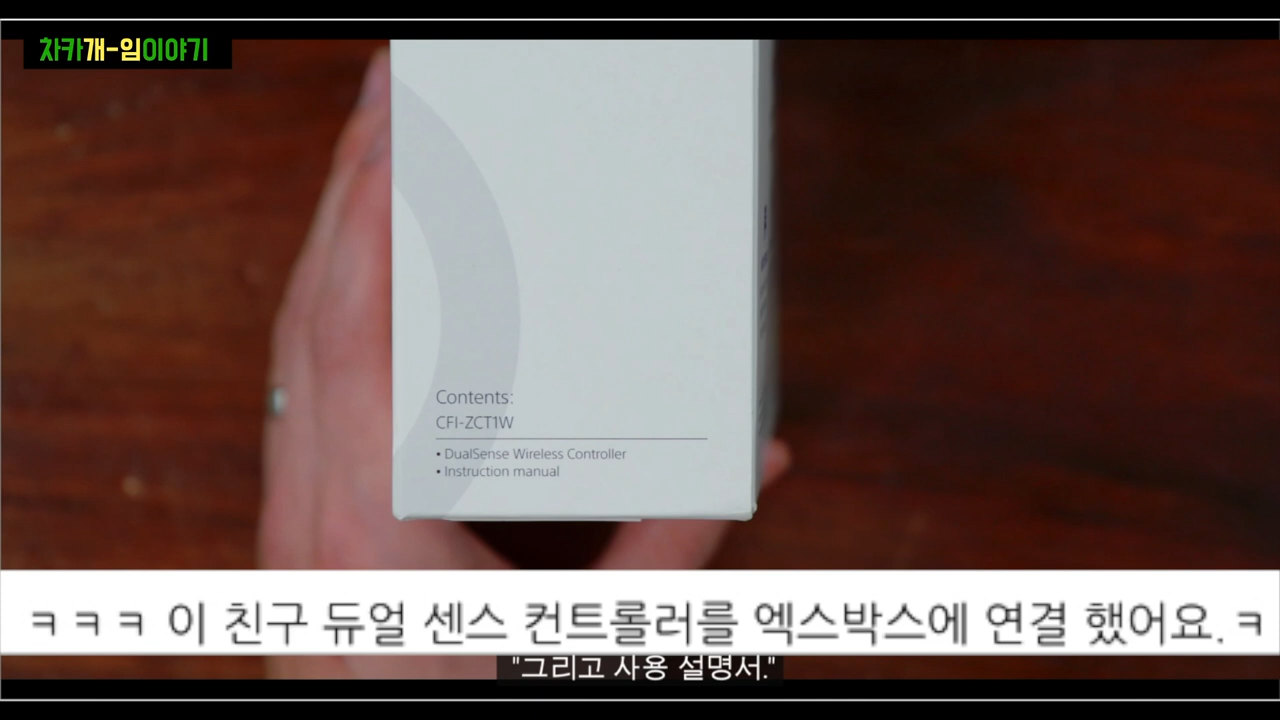 차카개-임이야기
Contents:
CFI-ZCT1W
• DualSense Wireless Controller
• Instruction manual
ㅋㅋㅋ 이 친구 듀얼 센스 컨트롤러를 엑스박스에 연결 했어요.ㅋ
"그리고 사용 설명서."